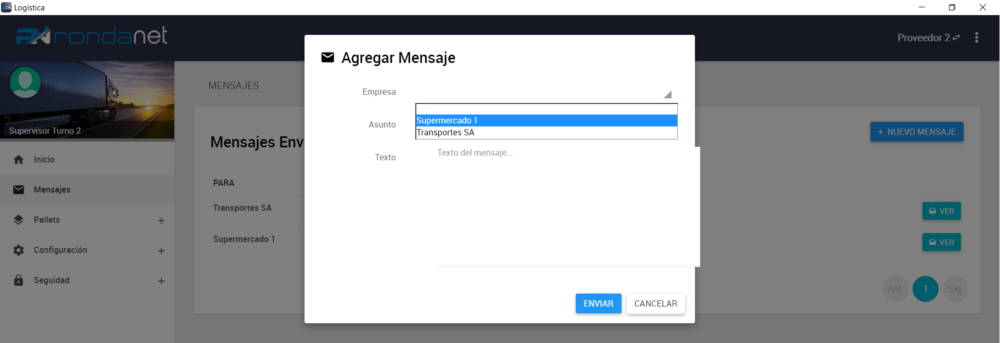 Logística
rondanet
Proveedor 2
Supervisor Turno 2
Inicio
Mensajes
Pallets
Configuración
Seguidad
MENSAJES
Mensajes Env
+ NUEVO MENSAJE
PARA
Transportes SA
VER
Supermercado 1
VER
Ant.
1
Sig.
Agregar Mensaje
Empresa
Supermercado 1
Transportes SA
Asunto
Texto
Texto del mensaje...
ENVIAR
CANCELAR